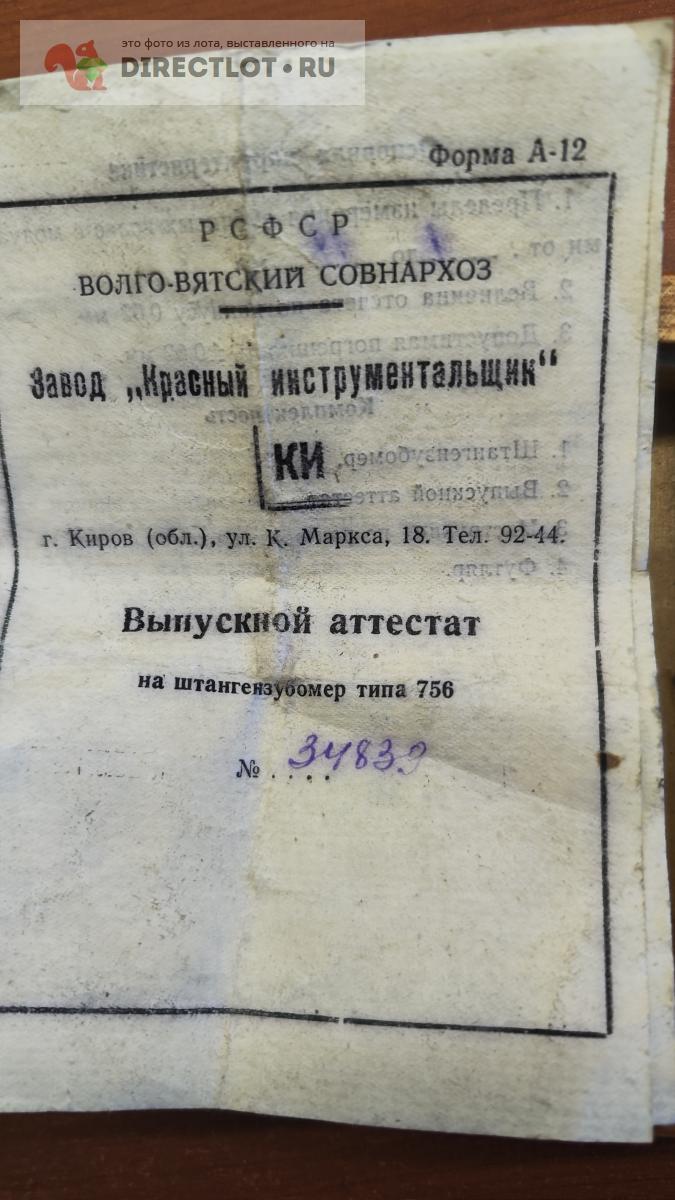 это фото из лота, выставленного на
DIRECTLOT.RU
Форма А-12
РСФСР
ВОЛГО-ВЯТСКИЙ СОВНАРХОЗ
Завод „Красный инструментальщик“
КИ
г. Киров (обл.), ул. К. Маркса, 18. Тел. 92-44.
Выпускной аттестат
на штангензубомер типа 756
№ .... 34839